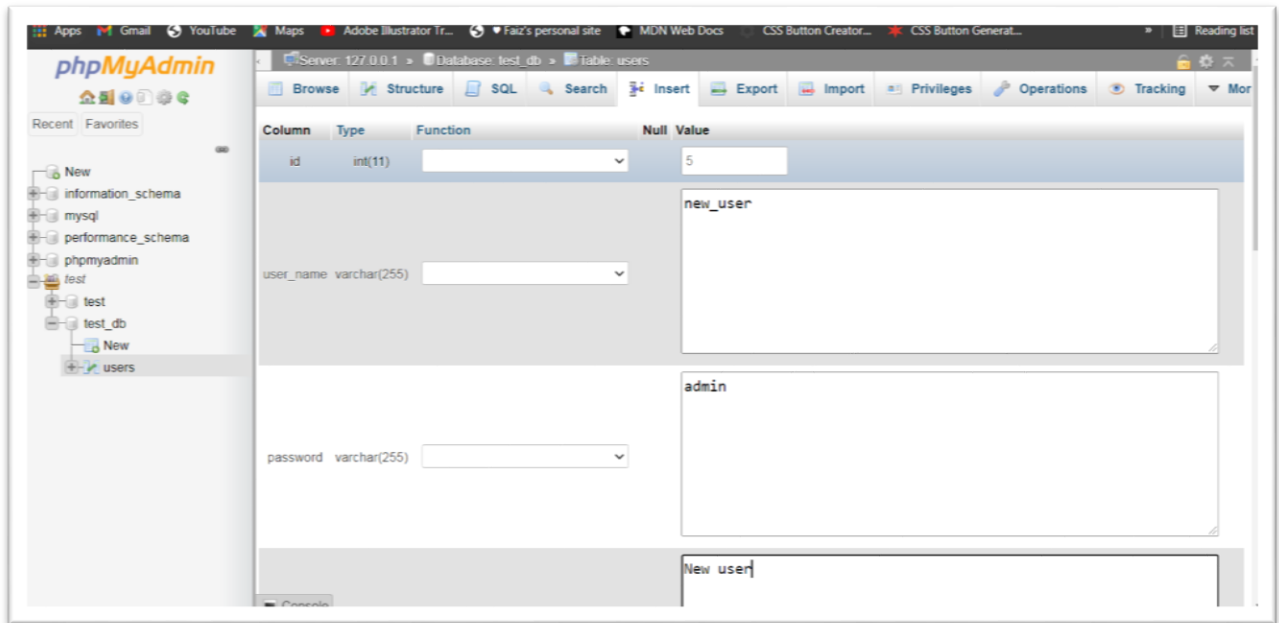 Apps Gmail YouTube Maps Adobe Illustrator Tr... ♥ Faiz's personal site MDN Web Docs CSS Button Creator... CSS Button Generat... » Reading list
phpMyAdmin
Server: 127.0.0.1 » Database: test_db » Table: users
Browse Structure SQL Search Insert Export Import Privileges Operations Tracking Mor
Recent Favorites
New
information_schema
mysql
performance_schema
phpmyadmin
test
test
test_db
New
users
Column Type Function Null Value
id int(11) 5
user_name varchar(255) new_user
password varchar(255) admin
New user
Console